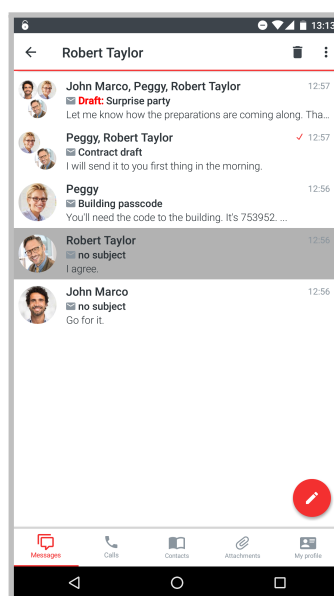 13:13
Robert Taylor
John Marco, Peggy, Robert Taylor 12:57
Draft: Surprise party
Let me know how the preparations are coming along. Tha...
Peggy, Robert Taylor 12:57
Contract draft
I will send it to you first thing in the morning.
Peggy 12:56
Building passcode
You'll need the code to the building. It's 753952. ...
Robert Taylor 12:56
no subject
I agree.
John Marco 12:56
no subject
Go for it.
Messages Calls Contacts Attachments My profile